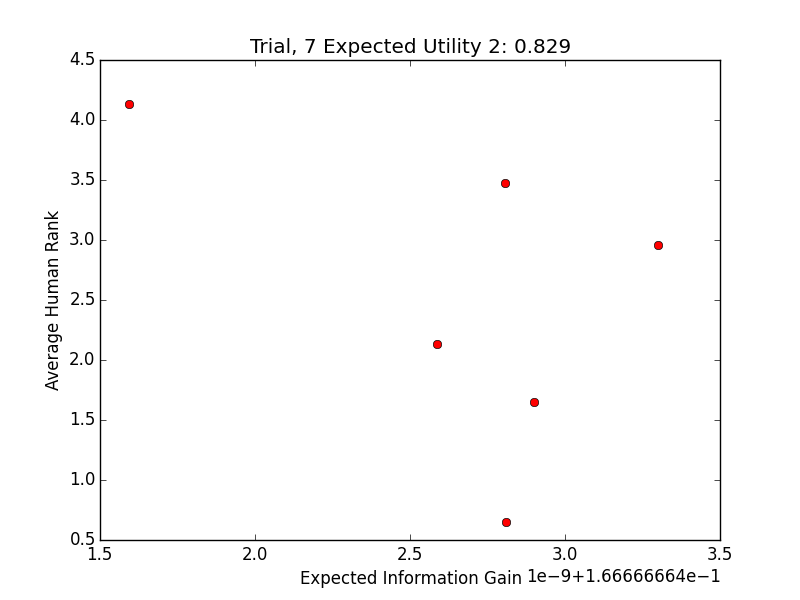 Trial, 7 Expected Utility 2: 0.829
4.5
4.0
3.5
3.0
2.5
2.0
1.5
1.0
0.5
Average Human Rank
1.5 2.0 2.5 3.0 3.5
Expected Information Gain 1e−9+1.66666664e−1